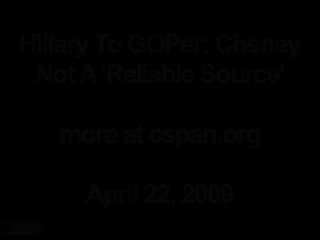 Hillary To GOPer: Cheney
Not A 'Reliable Source'
more at cspan.org
April 22, 2009